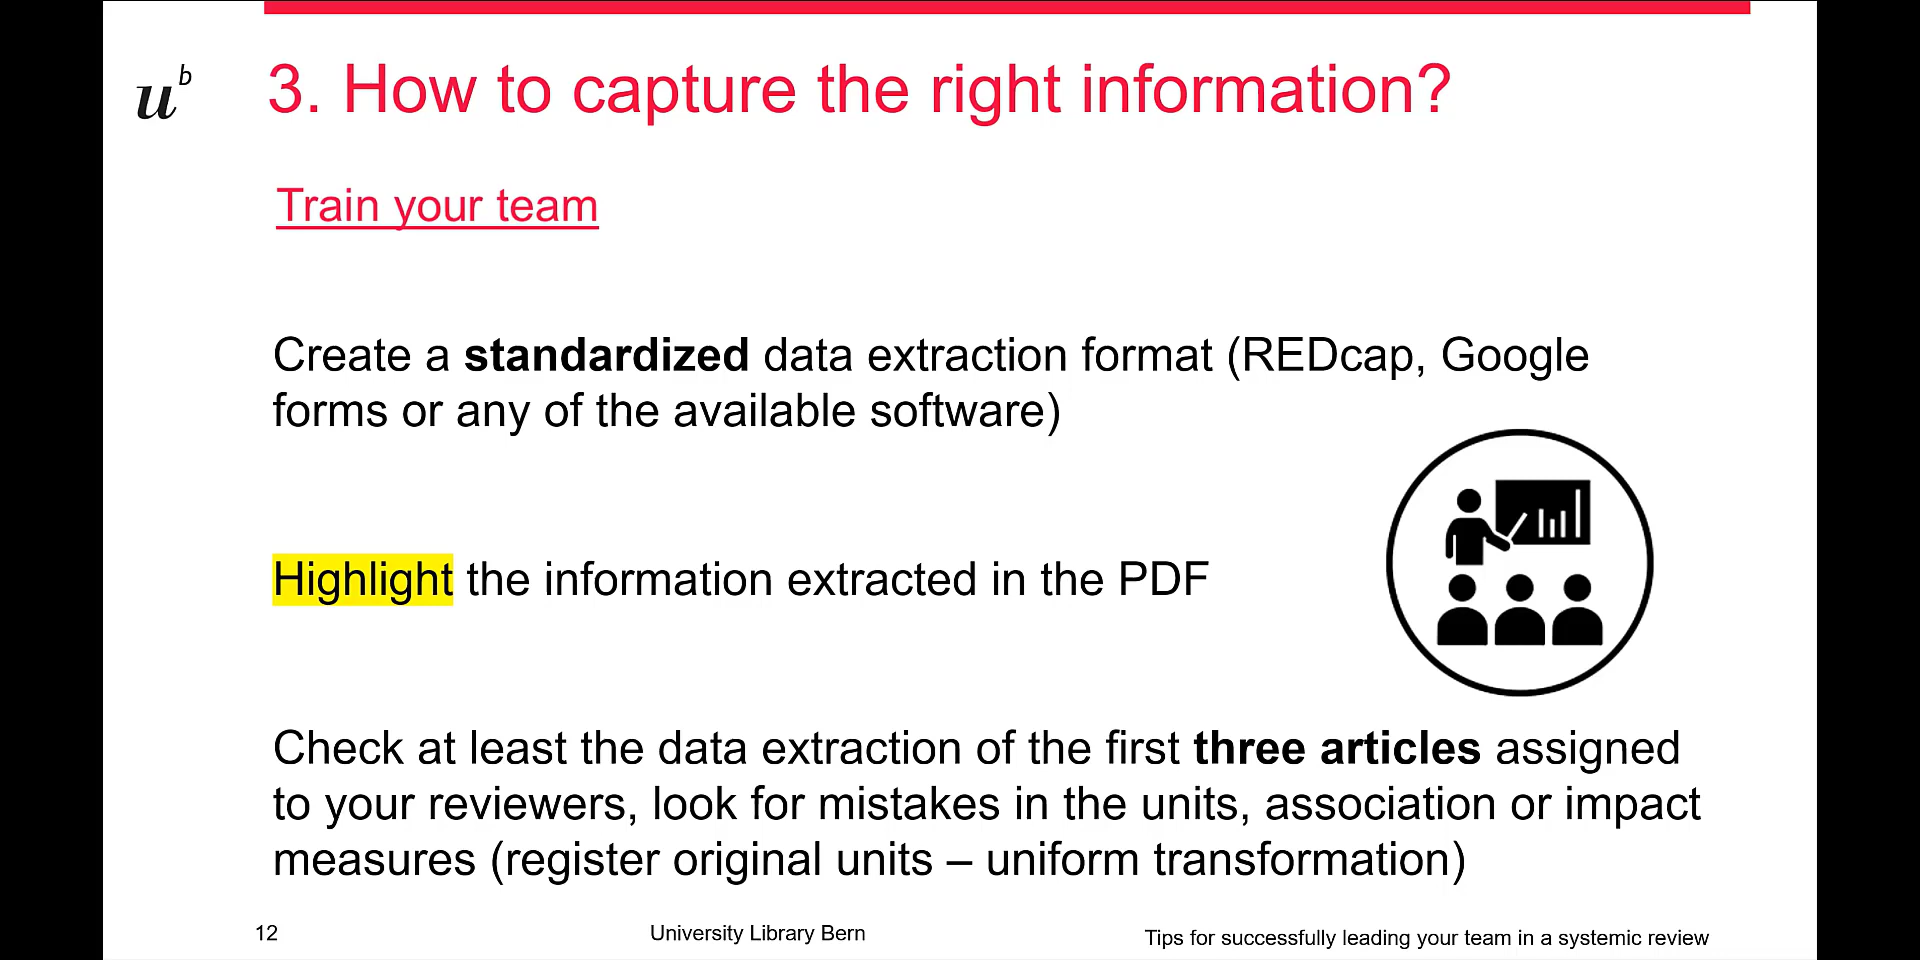 u^b
3. How to capture the right information?
Train your team
Create a standardized data extraction format (REDcap, Google
forms or any of the available software)
Highlight the information extracted in the PDF
Check at least the data extraction of the first three articles assigned
to your reviewers, look for mistakes in the units, association or impact
measures (register original units – uniform transformation)
12
University Library Bern
Tips for successfully leading your team in a systemic review